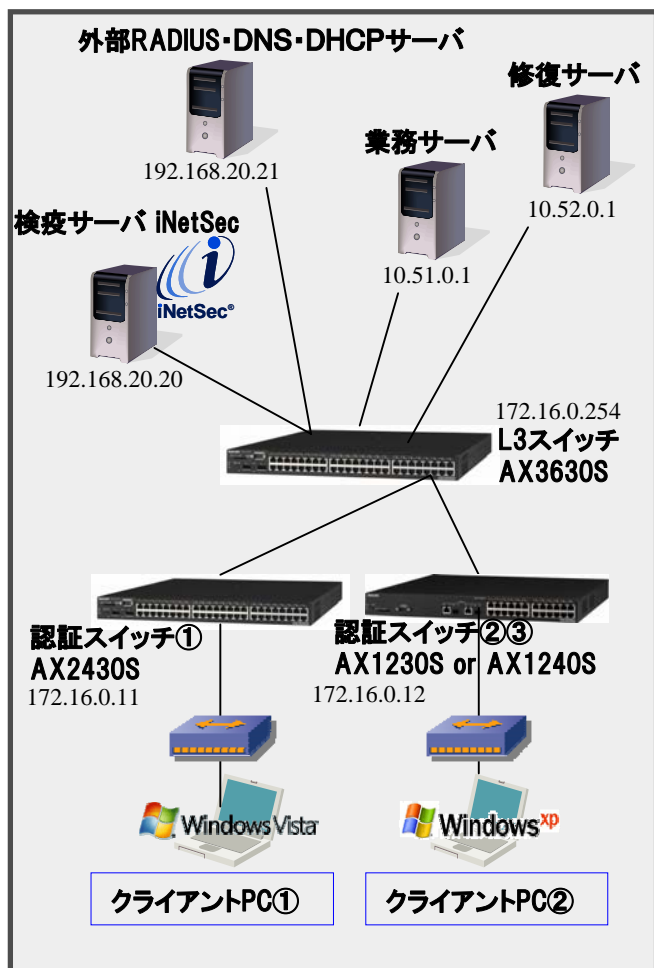 外部RADIUS・DNS・DHCPサーバ
修復サーバ
業務サーバ
192.168.20.21
10.52.0.1
検疫サーバ iNetSec
10.51.0.1
iNetSec®
192.168.20.20
172.16.0.254
L3スイッチ
AX3630S
認証スイッチ①
AX2430S
172.16.0.11
認証スイッチ②③
AX1230S or AX1240S
172.16.0.12
Windows Vista
Windows xp
クライアントPC①
クライアントPC②